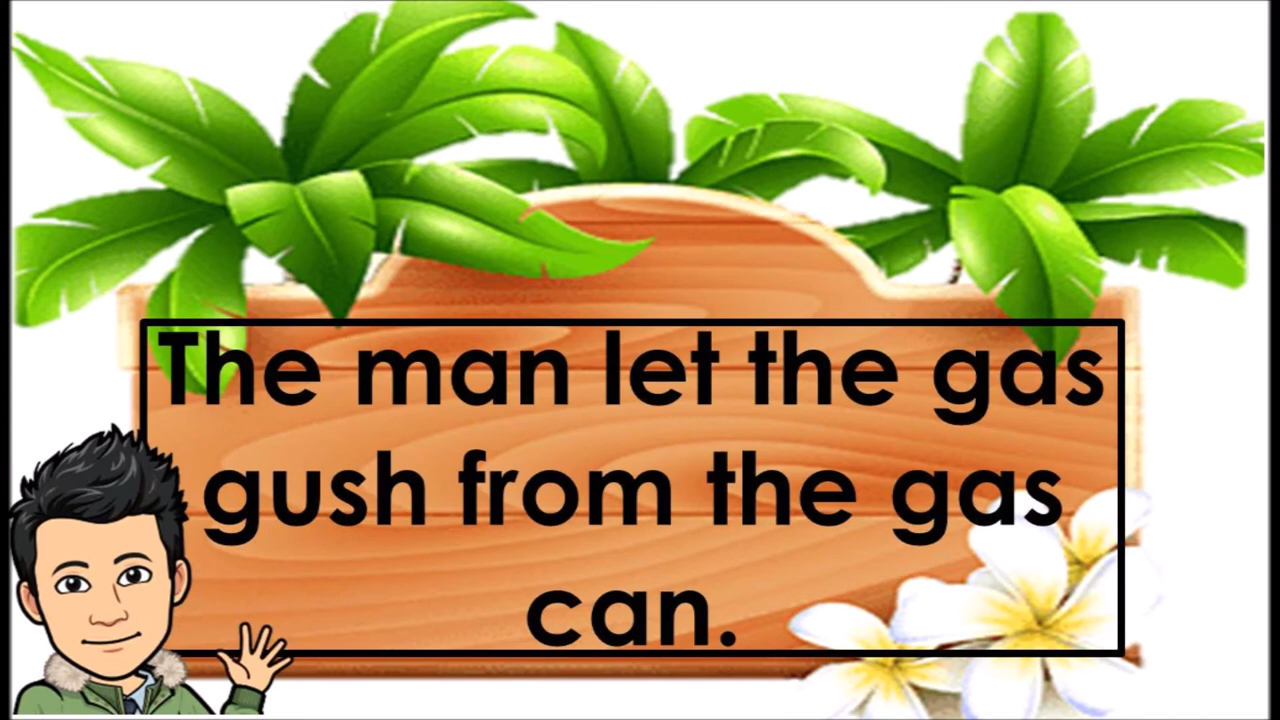 The man let the gas
gush from the gas
can.